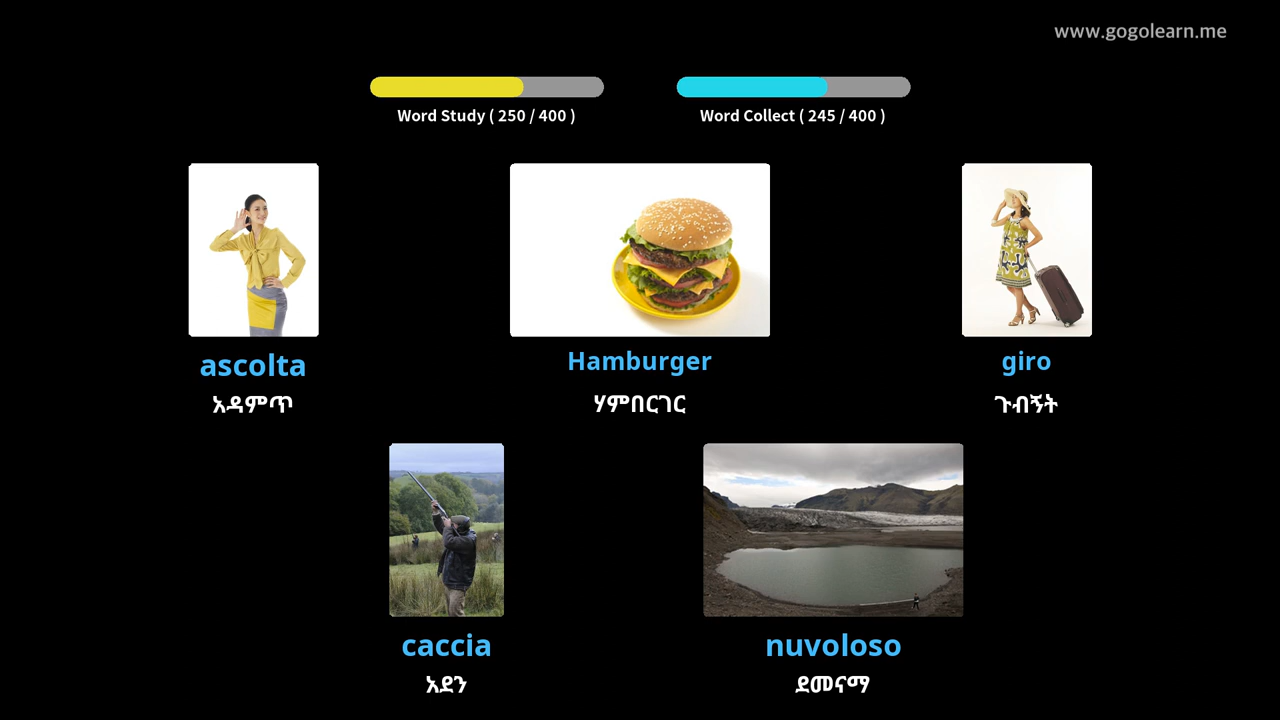 www.gogolearn.me
Word Study ( 250 / 400 )
Word Collect ( 245 / 400 )
ascolta
አዳምጥ
Hamburger
ሃምበርገር
giro
ጉብኝት
caccia
አደን
nuvoloso
ደመናማ